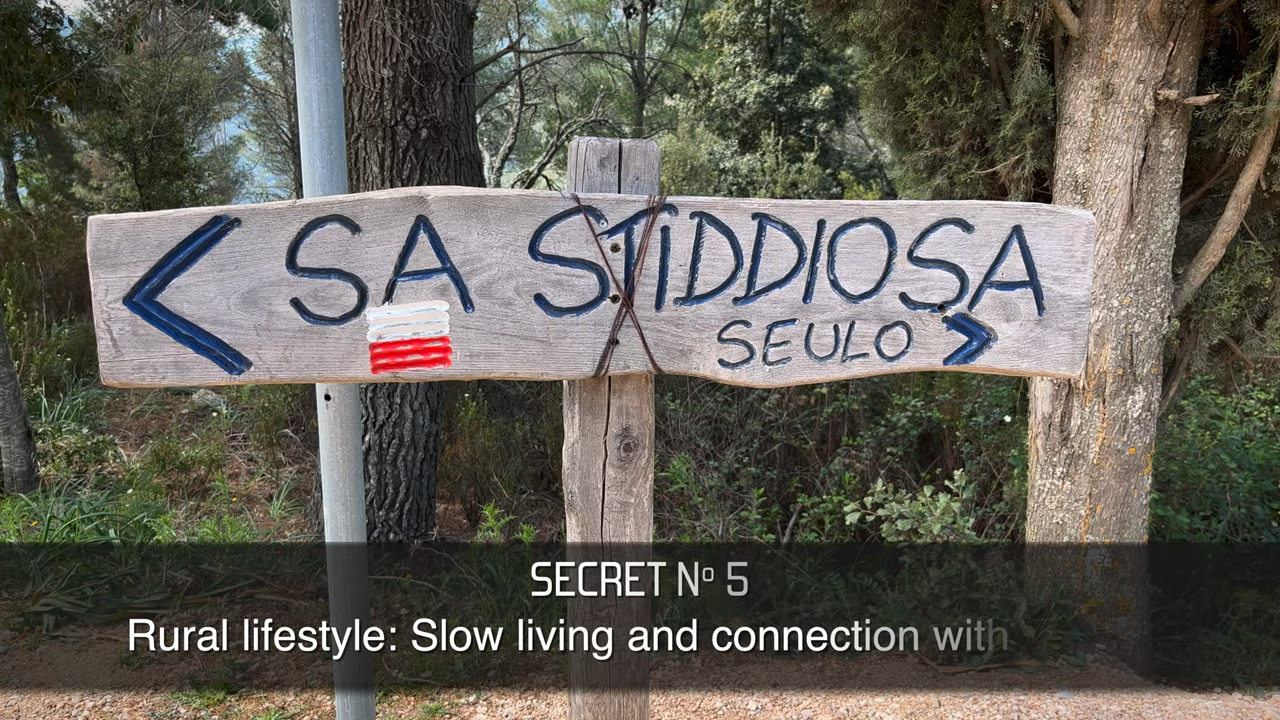 SA STIDDIOSA
SEULO
SECRET Nº 5
Rural lifestyle: Slow living and connection with